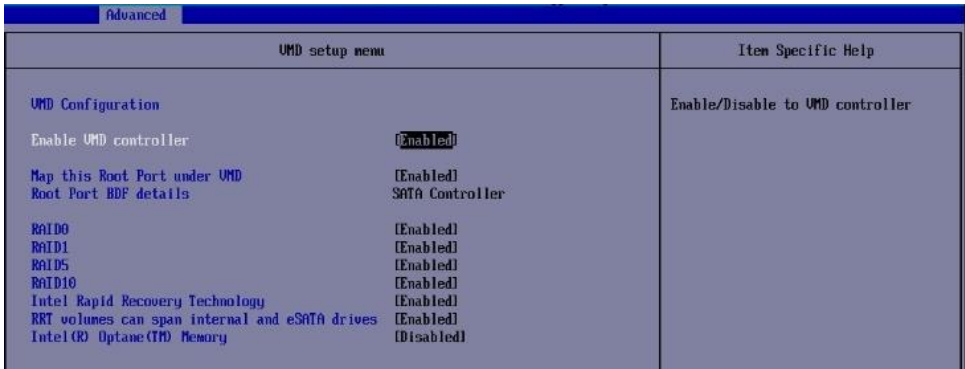 Advanced
VMD setup menu
Item Specific Help
VMD Configuration
Enable/Disable to VMD controller
Enable VMD controller [Enabled]
Map this Root Port under VMD [Enabled]
Root Port BDF details SATA Controller
RAID0 [Enabled]
RAID1 [Enabled]
RAID5 [Enabled]
RAID10 [Enabled]
Intel Rapid Recovery Technology [Enabled]
RRT volumes can span internal and eSATA drives [Enabled]
Intel(R) Optane(TM) Memory [Disabled]